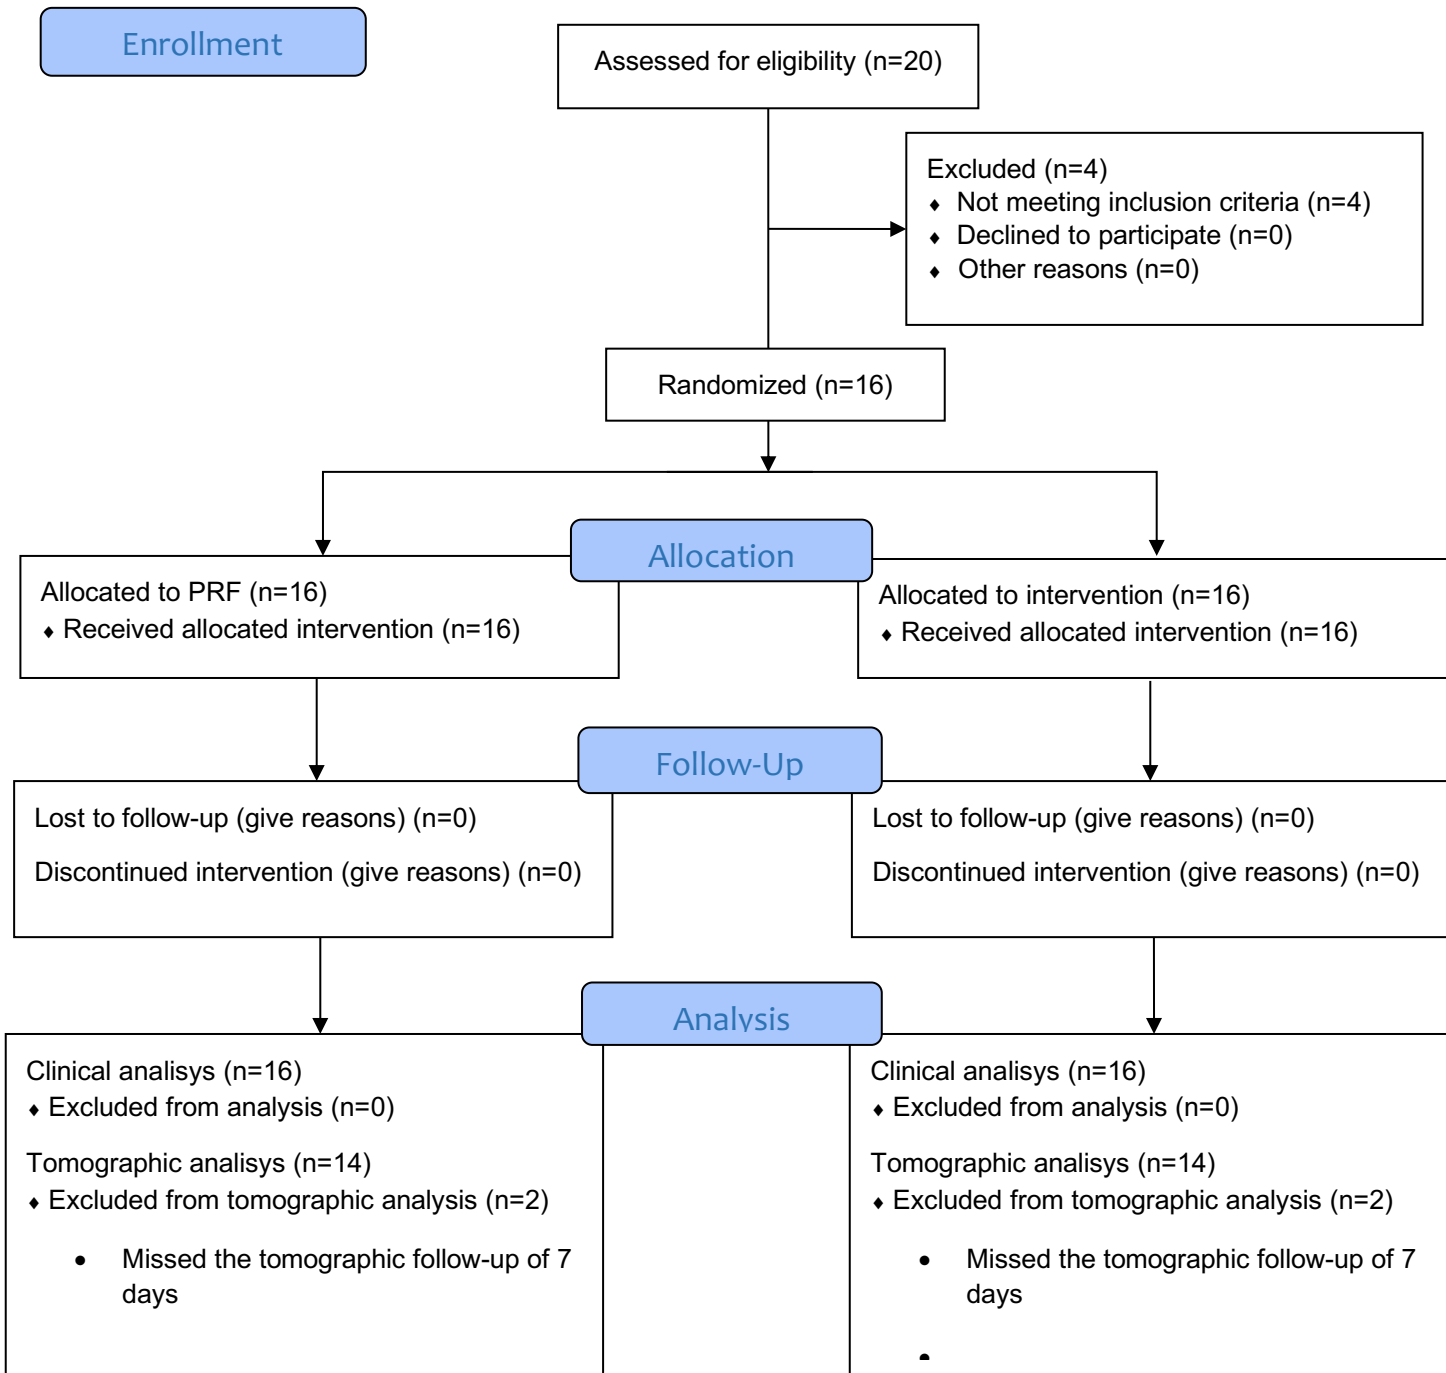 Enrollment
Assessed for eligibility (n=20)
Excluded (n=4)
♦ Not meeting inclusion criteria (n=4)
♦ Declined to participate (n=0)
♦ Other reasons (n=0)
Randomized (n=16)
Allocation
Allocated to PRF (n=16)
♦ Received allocated intervention (n=16)
Allocated to intervention (n=16)
♦ Received allocated intervention (n=16)
Follow-Up
Lost to follow-up (give reasons) (n=0)
Discontinued intervention (give reasons) (n=0)
Lost to follow-up (give reasons) (n=0)
Discontinued intervention (give reasons) (n=0)
Analysis
Clinical analisys (n=16)
♦ Excluded from analysis (n=0)
Tomographic analisys (n=14)
♦ Excluded from tomographic analysis (n=2)
• Missed the tomographic follow-up of 7
days
Clinical analisys (n=16)
♦ Excluded from analysis (n=0)
Tomographic analisys (n=14)
♦ Excluded from tomographic analysis (n=2)
• Missed the tomographic follow-up of 7
days
•